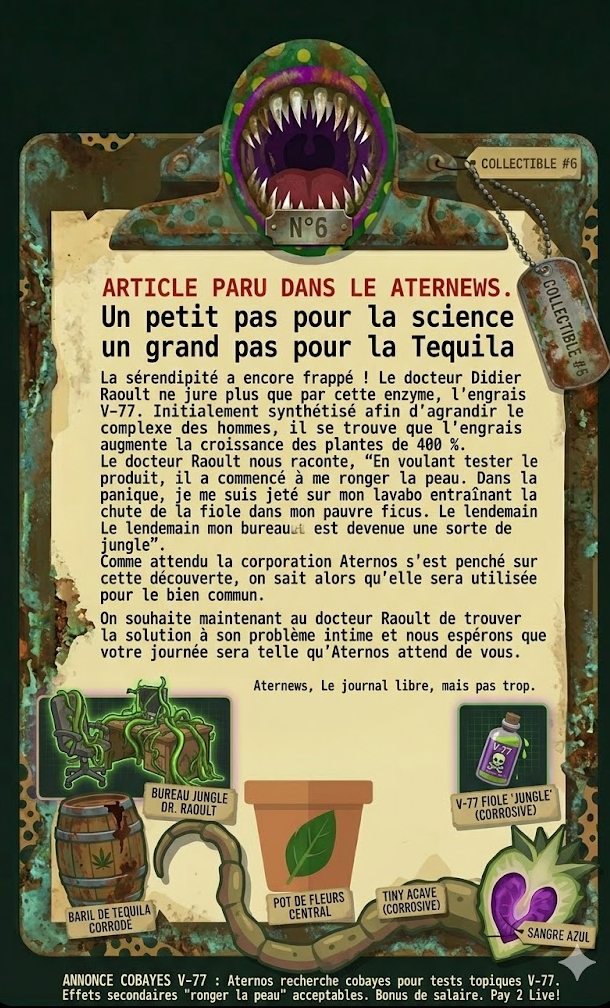 COLLECTIBLE #6
N°6
COLLECTIBLE #6
ARTICLE PARU DANS LE ATERNEWS.
Un petit pas pour la science
un grand pas pour la Tequila
La sérendipité a encore frappé ! Le docteur Didier
Raoult ne jure plus que par cette enzyme, l'engrais
V-77. Initialement synthétisé afin d'agrandir le
complexe des hommes, il se trouve que l'engrais
augmente la croissance des plantes de 400 %.
Le docteur Raoult nous raconte, “En voulant tester le
produit, il a commencé à me ronger la peau. Dans la
panique, je me suis jeté sur mon lavabo entraînant la
chute de la fiole dans mon pauvre ficus. Le lendemain
Le lendemain mon bureau est devenue une sorte de
jungle”.
Comme attendu la corporation Aternos s'est penché sur
cette découverte, on sait alors qu'elle sera utilisée
pour le bien commun.
On souhaite maintenant au docteur Raoult de trouver
la solution à son problème intime et nous espérons que
votre journée sera telle qu'Aternos attend de vous.
Aternews, Le journal libre, mais pas trop.
V-77
BUREAU JUNGLE
DR. RAOULT
V-77 FIOLE 'JUNGLE'
(CORROSIVE)
BARIL DE TEQUILA
CORRODÉ
POT DE FLEURS
CENTRAL
TINY AGAVE
(CORROSIVE)
SANGRE AZUL
ANNONCE COBAYES V-77 : Aternos recherche cobayes pour tests topiques V-77.
Effets secondaires "ronger la peau" acceptables. Bonus de salaire. Pay 2 Live!